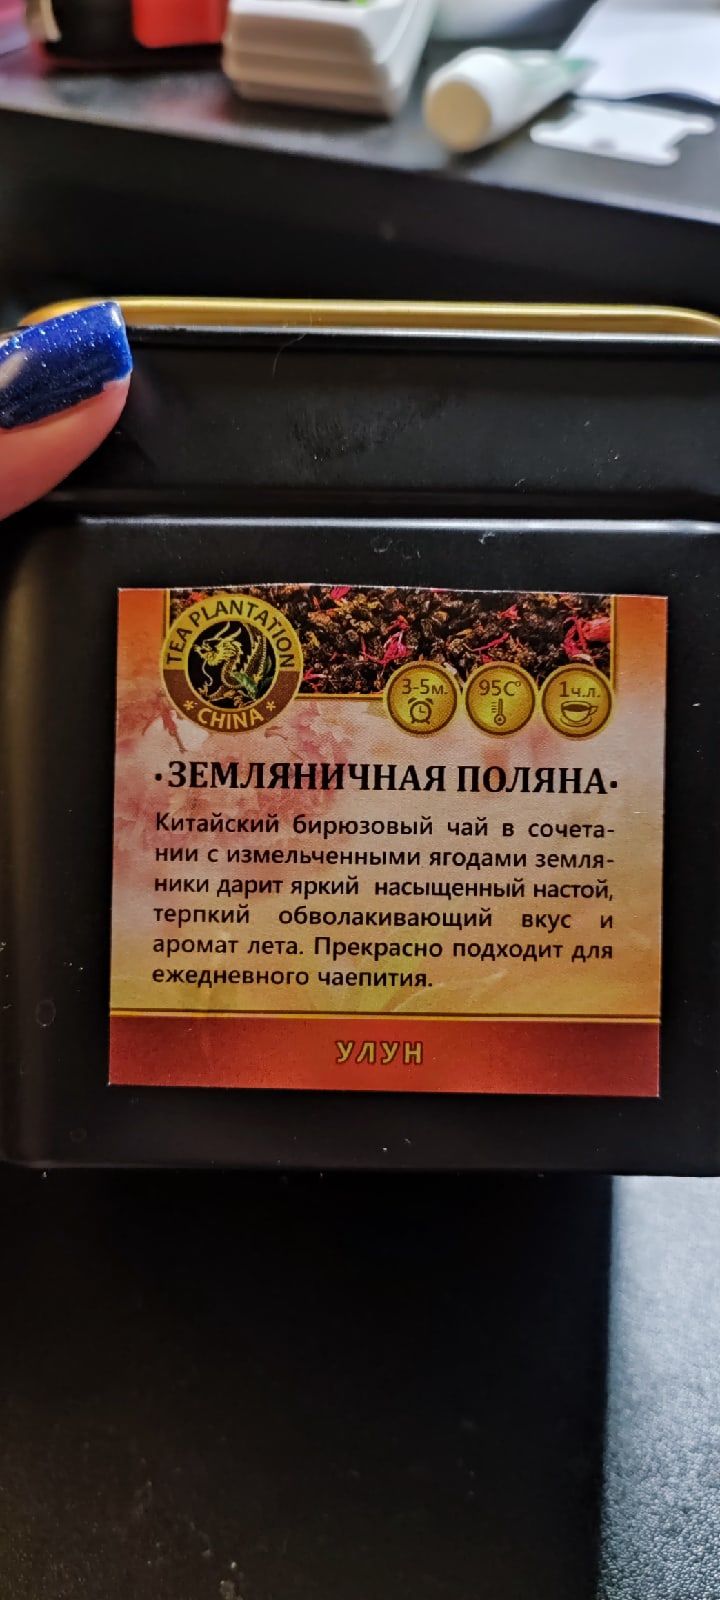 TEA PLANTATION
* CHINA *
3-5м.
95С°
1ч.л.
·ЗЕМЛЯНИЧНАЯ ПОЛЯНА·
Китайский бирюзовый чай в сочета-
нии с измельченными ягодами земля-
ники дарит яркий насыщенный настой,
терпкий обволакивающий вкус и
аромат лета. Прекрасно подходит для
ежедневного чаепития.
УЛУН